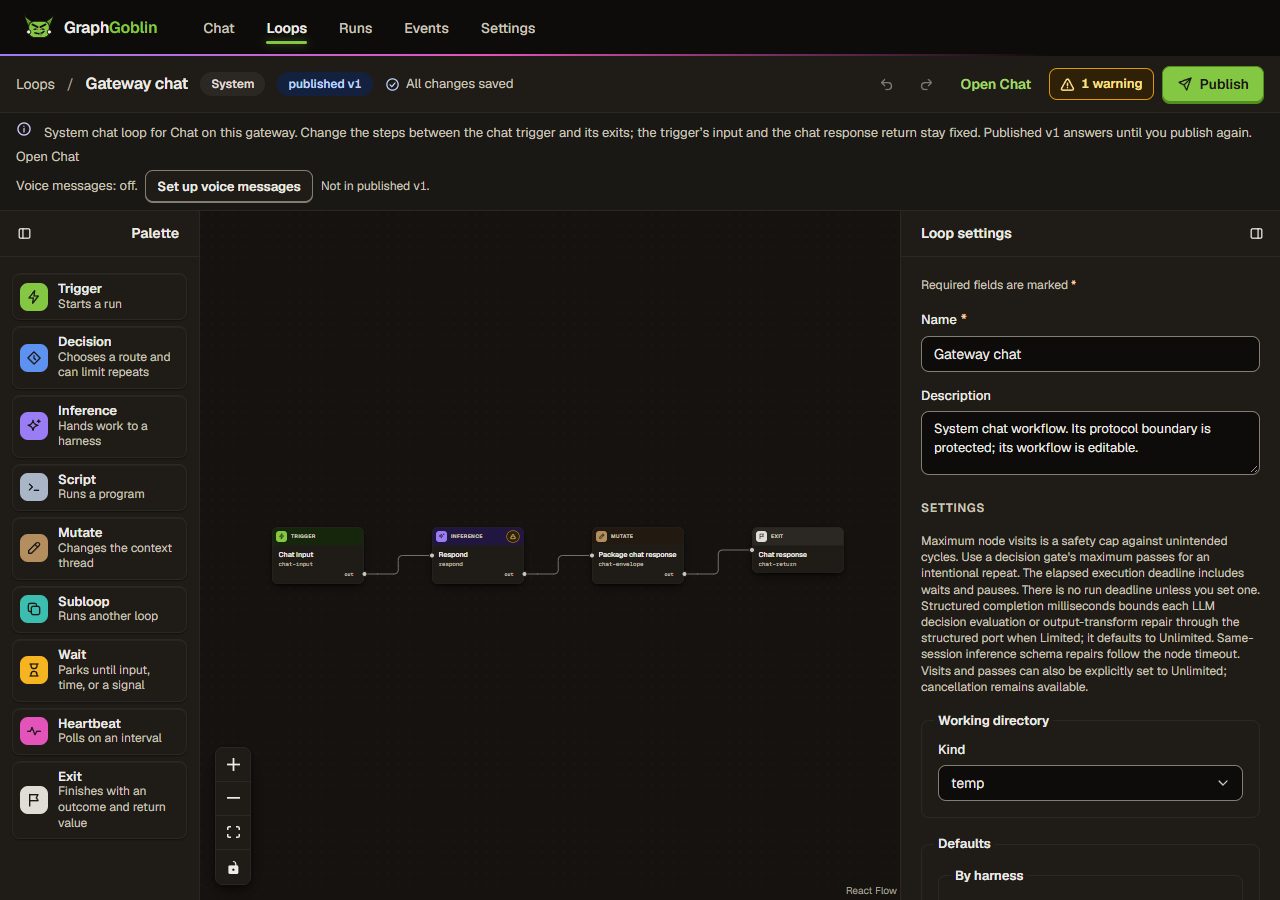 GraphGoblin
Chat
Loops
Runs
Events
Settings
Loops / Gateway chat
System
published v1
All changes saved
Open Chat
1 warning
Publish
System chat loop for Chat on this gateway. Change the steps between the chat trigger and its exits; the trigger's input and the chat response return stay fixed. Published v1 answers until you publish again.
Open Chat
Voice messages: off.
Set up voice messages
Not in published v1.
Palette
Trigger
Starts a run
Decision
Chooses a route and
can limit repeats
Inference
Hands work to a
harness
Script
Runs a program
Mutate
Changes the context
thread
Subloop
Runs another loop
Wait
Parks until input,
time, or a signal
Heartbeat
Polls on an interval
Exit
Finishes with an
outcome and return
value
TRIGGER
Chat Input
chat-input
out
INFERENCE
Respond
respond
out
MUTATE
Package chat response
chat-envelope
out
EXIT
Chat response
chat-return
React Flow
Loop settings
Required fields are marked *
Name *
Gateway chat
Description
System chat workflow. Its protocol boundary is
protected; its workflow is editable.
SETTINGS
Maximum node visits is a safety cap against unintended
cycles. Use a decision gate's maximum passes for an
intentional repeat. The elapsed execution deadline includes
waits and pauses. There is no run deadline unless you set one.
Structured completion milliseconds bounds each LLM
decision evaluation or output-transform repair through the
structured port when Limited; it defaults to Unlimited. Same-
session inference schema repairs follow the node timeout.
Visits and passes can also be explicitly set to Unlimited;
cancellation remains available.
Working directory
Kind
temp
Defaults
By harness